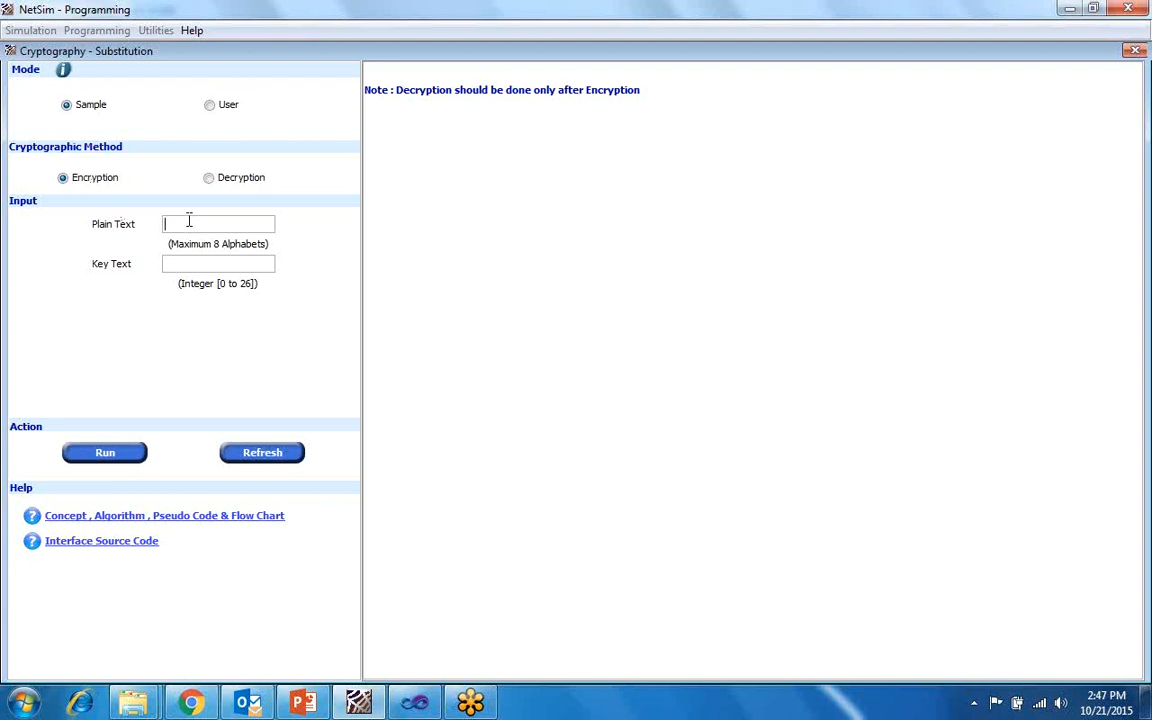 NetSim - Programming
Simulation Programming Utilities Help
Cryptography - Substitution
Mode
Sample User
Note : Decryption should be done only after Encryption
Cryptographic Method
Encryption Decryption
Input
Plain Text
(Maximum 8 Alphabets)
Key Text
(Integer [0 to 26])
Action
Run Refresh
Help
Concept , Algorithm , Pseudo Code & Flow Chart
Interface Source Code
2:47 PM
10/21/2015